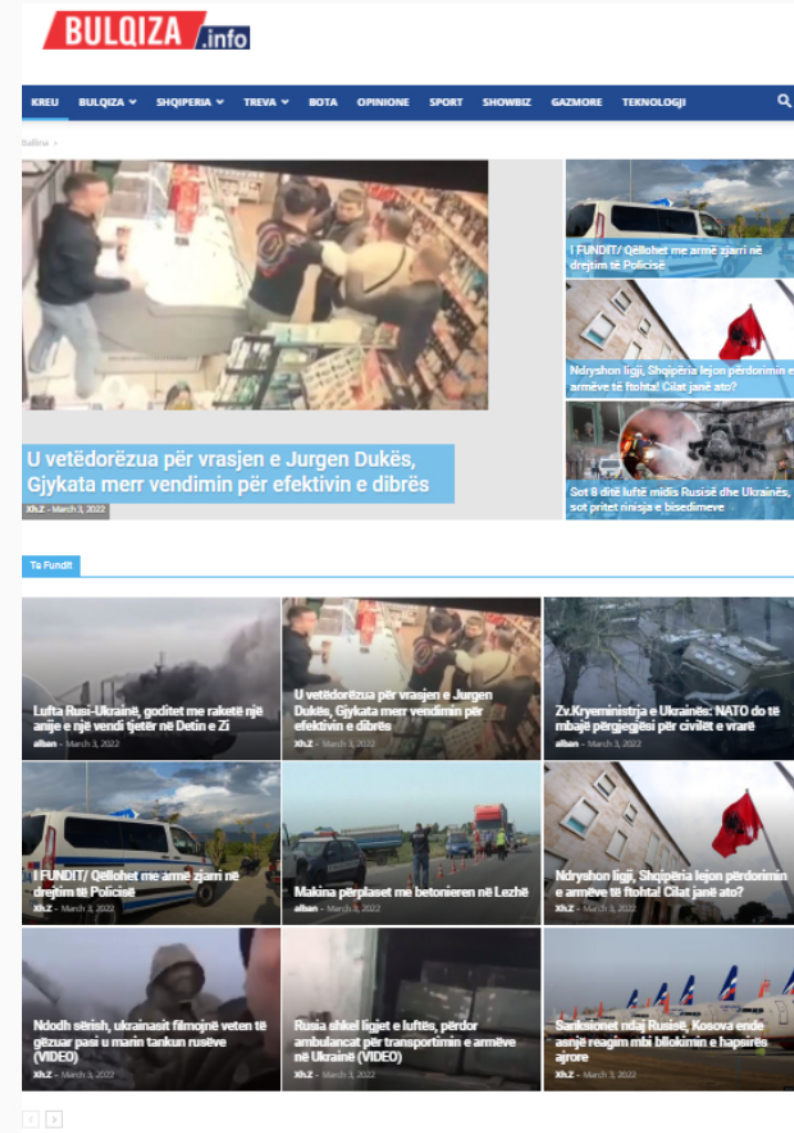 BULQIZA .info
KREU BULQIZA SHQIPERIA TREVA BOTA OPINIONE SPORT SHOWBIZ GAZMORE TEKNOLOGJI
Ballina
U vetëdorëzua për vrasjen e Jurgen Dukës,
Gjykata merr vendimin për efektivin e dibrës
Xh.Z - March 3, 2022
I FUNDIT/ Qëllohet me armë zjarri në
drejtim të Policisë
Ndryshon ligji, Shqipëria lejon përdorimin e
armëve të ftohta! Cilat janë ato?
Sot 8 ditë luftë midis Rusisë dhe Ukrainës,
sot pritet rinisja e bisedimeve
Te Fundit
Lufta Rusi-Ukrainë, goditet me raketë një
anije e një vendi tjetër në Detin e Zi
alban - March 3, 2022
U vetëdorëzua për vrasjen e Jurgen
Dukës, Gjykata merr vendimin për
efektivin e dibrës
Xh.Z - March 3, 2022
Zv.Kryeministrja e Ukrainës: NATO do të
mbajë përgjegjësi për civilët e vrarë
alban - March 3, 2022
I FUNDIT/ Qëllohet me armë zjarri në
drejtim të Policisë
Xh.Z - March 3, 2022
Makina përplaset me betonieren në Lezhë
alban - March 3, 2022
Ndryshon ligji, Shqipëria lejon përdorimin
e armëve të ftohta! Cilat janë ato?
Xh.Z - March 3, 2022
Ndodh sërish, ukrainasit filmojnë veten të
gëzuar pasi u marin tankun rusëve
(VIDEO)
Xh.Z - March 3, 2022
Rusia shkel ligjet e luftës, përdor
ambulancat për transportimin e armëve
në Ukrainë (VIDEO)
Xh.Z - March 3, 2022
Sanksionet ndaj Rusisë, Kosova ende
asnjë reagim mbi bllokimin e hapsirës
ajrore
Xh.Z - March 3, 2022